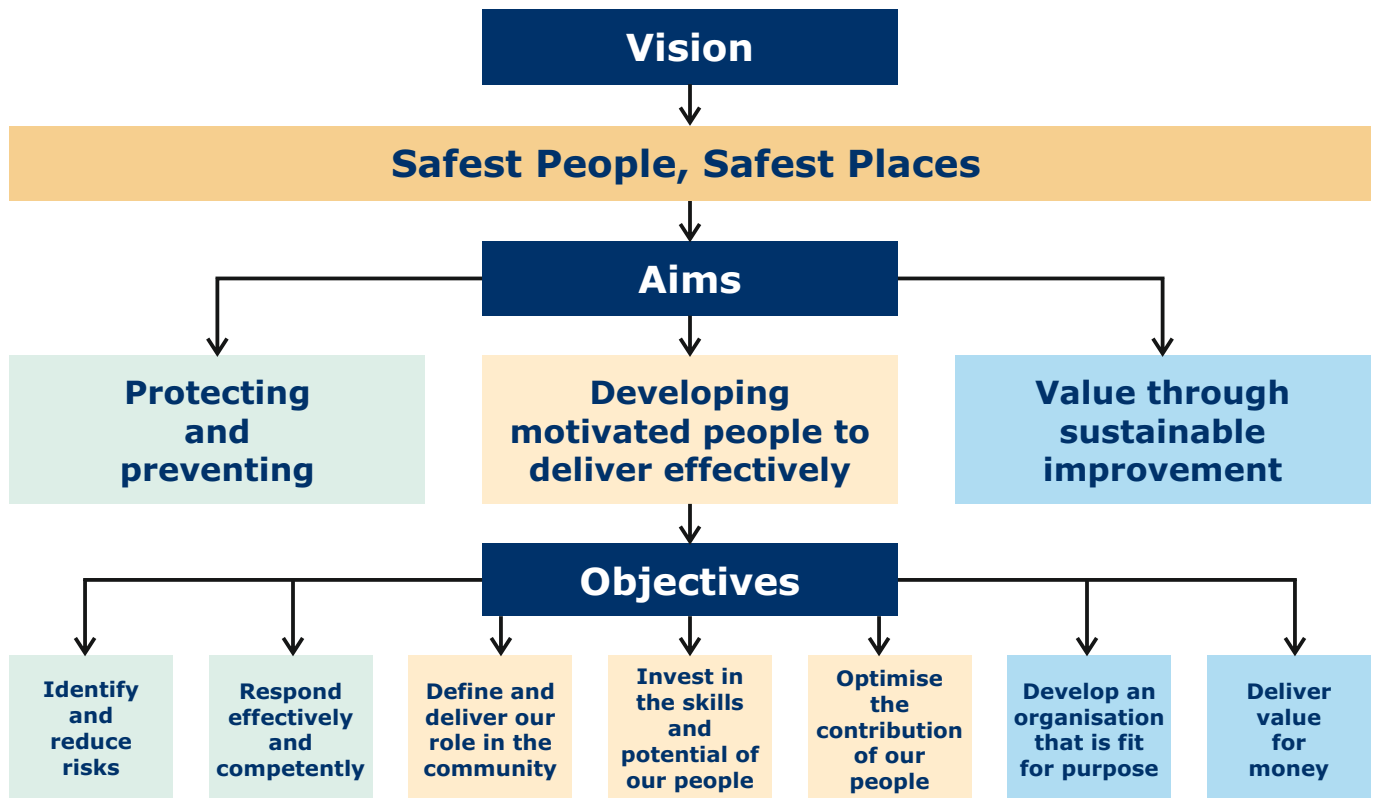 Vision
Safest People, Safest Places
Aims
Protecting
and
preventing
Developing
motivated people to
deliver effectively
Value through
sustainable
improvement
Objectives
Identify
and
reduce
risks
Respond
effectively
and
competently
Define and
deliver our
role in the
community
Invest in
the skills
and
potential of
our people
Optimise
the
contribution
of our
people
Develop an
organisation
that is fit
for purpose
Deliver
value
for
money